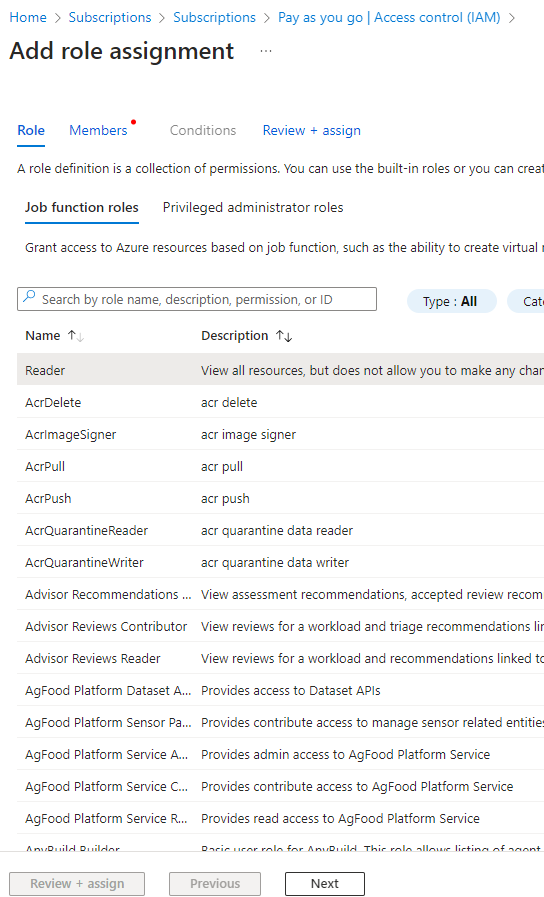 Home > Subscriptions > Subscriptions > Pay as you go | Access control (IAM) >
Add role assignment ...
Role Members Conditions Review + assign
A role definition is a collection of permissions. You can use the built-in roles or you can creat
Job function roles Privileged administrator roles
Grant access to Azure resources based on job function, such as the ability to create virtual
Search by role name, description, permission, or ID Type : All Cat
Name ↑↓ Description ↑↓
Reader View all resources, but does not allow you to make any chan
AcrDelete acr delete
AcrImageSigner acr image signer
AcrPull acr pull
AcrPush acr push
AcrQuarantineReader acr quarantine data reader
AcrQuarantineWriter acr quarantine data writer
Advisor Recommendations ... View assessment recommendations, accepted review recom
Advisor Reviews Contributor View reviews for a workload and triage recommendations lin
Advisor Reviews Reader View reviews for a workload and recommendations linked to
AgFood Platform Dataset A... Provides access to Dataset APIs
AgFood Platform Sensor Pa... Provides contribute access to manage sensor related entities
AgFood Platform Service A... Provides admin access to AgFood Platform Service
AgFood Platform Service C... Provides contribute access to AgFood Platform Service
AgFood Platform Service R... Provides read access to AgFood Platform Service
AnyBuild Builder Basic user role for AnyBuild. This role allows listing of agent
Review + assign Previous Next